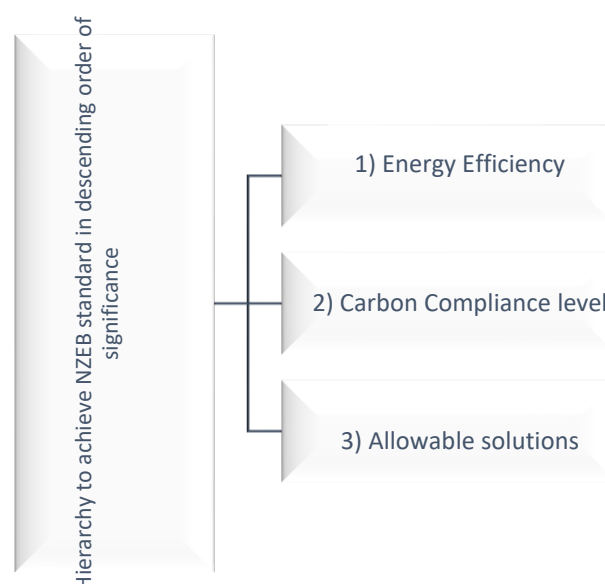 Hierarchy to achieve NZEB standard in descending order of
significance
1) Energy Efficiency
2) Carbon Compliance level
3) Allowable solutions